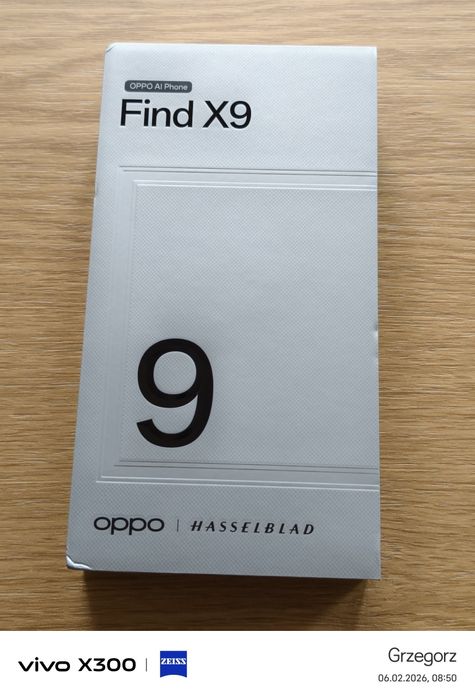 OPPO AI Phone
Find X9
9
oppo | HASSELBLAD
vivo X300 | ZEISS
Grzegorz
06.02.2026, 08:50